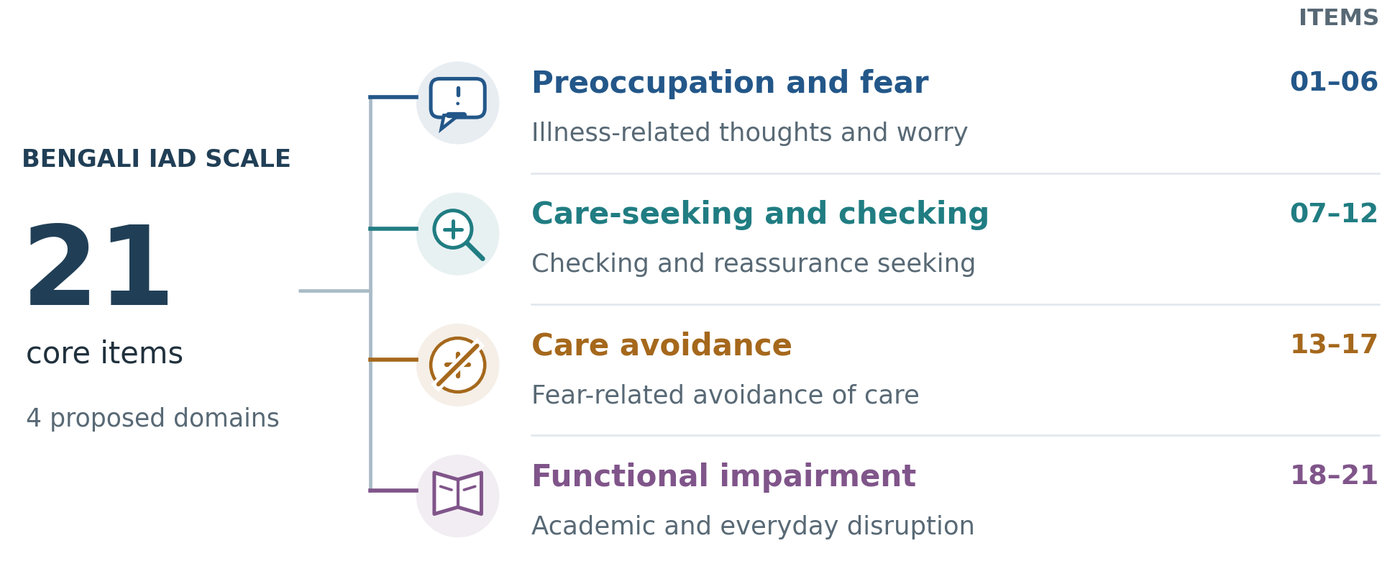 ITEMS
BENGALI IAD SCALE
21
core items
4 proposed domains
Preoccupation and fear 01–06
Illness-related thoughts and worry
Care-seeking and checking 07–12
Checking and reassurance seeking
Care avoidance 13–17
Fear-related avoidance of care
Functional impairment 18–21
Academic and everyday disruption